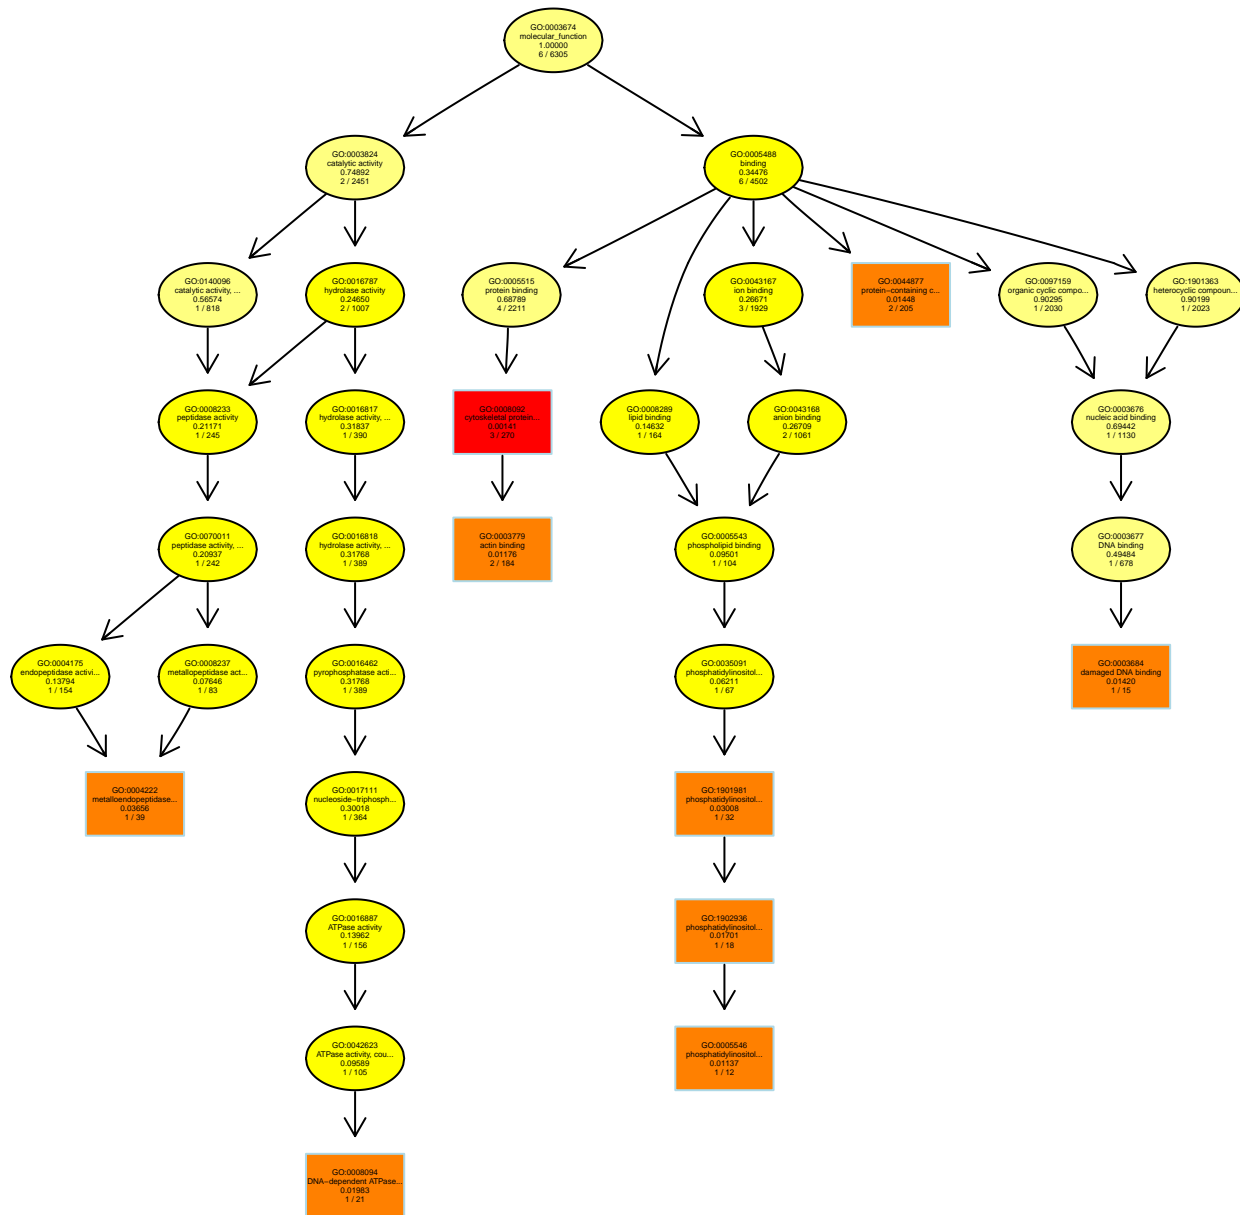 GO:0003674
molecular_function
1.00000
6 / 6305
GO:0003824
catalytic activity
0.74892
2 / 2451
GO:0005488
binding
0.34476
6 / 4502
GO:0140096
catalytic activity, ...
0.56574
1 / 818
GO:0016787
hydrolase activity
0.24650
2 / 1007
GO:0005515
protein binding
0.68789
4 / 2211
GO:0043167
ion binding
0.26671
3 / 1929
GO:0044877
protein−containing c...
0.01448
2 / 205
GO:0097159
organic cyclic compo...
0.90295
1 / 2030
GO:1901363
heterocyclic compoun...
0.90199
1 / 2023
GO:0008233
peptidase activity
0.21171
1 / 245
GO:0016817
hydrolase activity, ...
0.31837
1 / 390
GO:0008092
cytoskeletal protein...
0.00141
3 / 270
GO:0008289
lipid binding
0.14632
1 / 164
GO:0043168
anion binding
0.26709
2 / 1061
GO:0003676
nucleic acid binding
0.69442
1 / 1130
GO:0070011
peptidase activity, ...
0.20937
1 / 242
GO:0016818
hydrolase activity, ...
0.31768
1 / 389
GO:0003779
actin binding
0.01176
2 / 184
GO:0005543
phospholipid binding
0.09501
1 / 104
GO:0003677
DNA binding
0.49484
1 / 678
GO:0004175
endopeptidase activi...
0.13794
1 / 154
GO:0008237
metallopeptidase act...
0.07646
1 / 83
GO:0016462
pyrophosphatase acti...
0.31768
1 / 389
GO:0035091
phosphatidylinositol...
0.06211
1 / 67
GO:0003684
damaged DNA binding
0.01420
1 / 15
GO:0004222
metalloendopeptidase...
0.03656
1 / 39
GO:0017111
nucleoside−triphosph...
0.30018
1 / 364
GO:1901981
phosphatidylinositol...
0.03008
1 / 32
GO:0016887
ATPase activity
0.13962
1 / 156
GO:1902936
phosphatidylinositol...
0.01701
1 / 18
GO:0042623
ATPase activity, cou...
0.09589
1 / 105
GO:0005546
phosphatidylinositol...
0.01137
1 / 12
GO:0008094
DNA−dependent ATPase...
0.01983
1 / 21